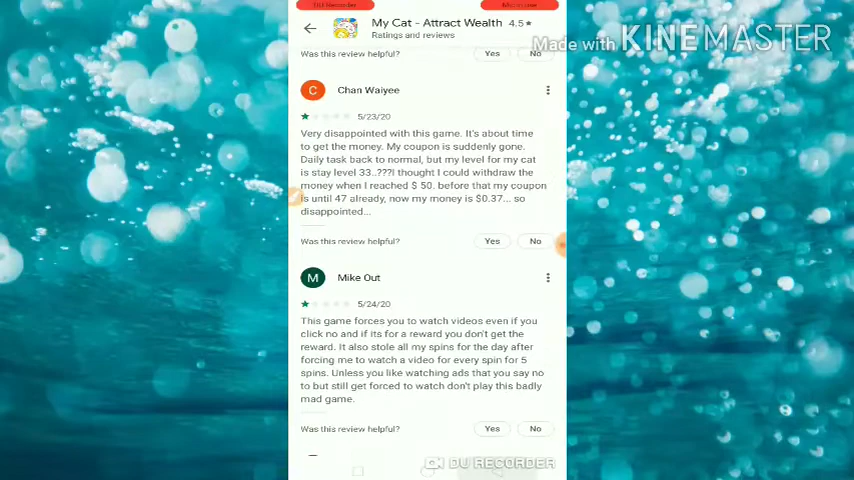 My Cat - Attract Wealth 4.5★
Ratings and reviews
Made with KINEMASTER
Was this review helpful? Yes No
C Chan Waiyee
5/23/20
Very disappointed with this game. It's about time
to get the money. My coupon is suddenly gone.
Daily task back to normal, but my level for my cat
is stay level 33..???I thought I could withdraw the
money when I reached $ 50. before that my coupon
is until 47 already, now my money is $0.37... so
disappointed...
Was this review helpful? Yes No
M Mike Out
5/24/20
This game forces you to watch videos even if you
click no and if its for a reward you don't get the
reward. It also stole all my spins for the day after
forcing me to watch a video for every spin for 5
spins. Unless you like watching ads that you say no
to but still get forced to watch don't play this badly
mad game.
Was this review helpful? Yes No
DU RECORDER